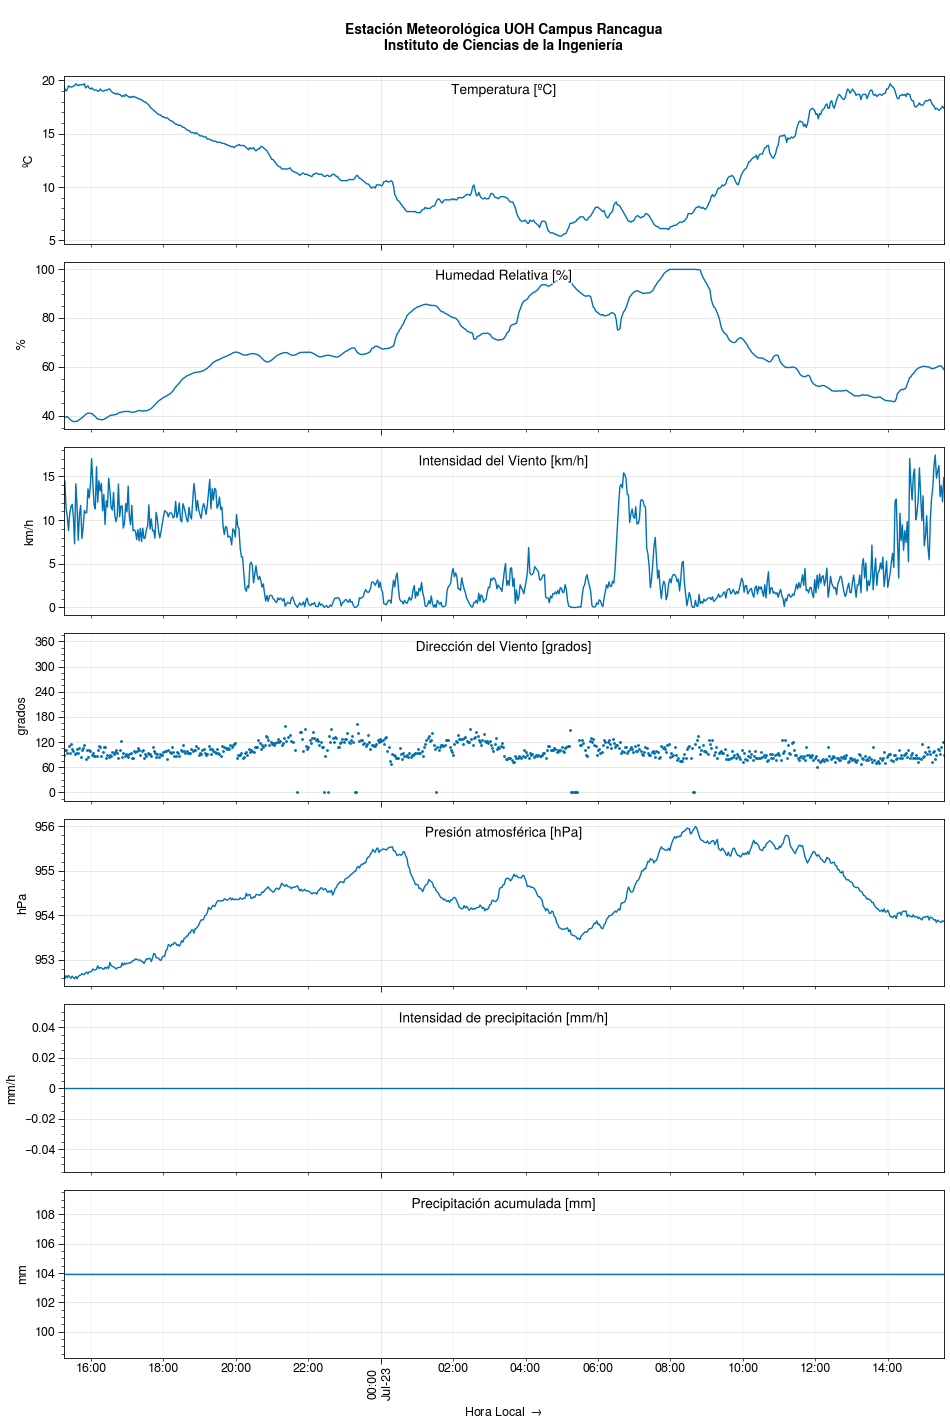 Estación Meteorológica UOH Campus Rancagua
Instituto de Ciencias de la Ingeniería
Temperatura [ºC]
ºC
20
15
10
5
Humedad Relativa [%]
%
100
80
60
40
Intensidad del Viento [km/h]
km/h
15
10
5
0
Dirección del Viento [grados]
grados
360
300
240
180
120
60
0
Presión atmosférica [hPa]
hPa
956
955
954
953
Intensidad de precipitación [mm/h]
mm/h
0.04
0.02
0
−0.02
−0.04
Precipitación acumulada [mm]
mm
108
106
104
102
100
16:00 18:00 20:00 22:00 00:00 02:00 04:00 06:00 08:00 10:00 12:00 14:00
Jul-23
Hora Local →